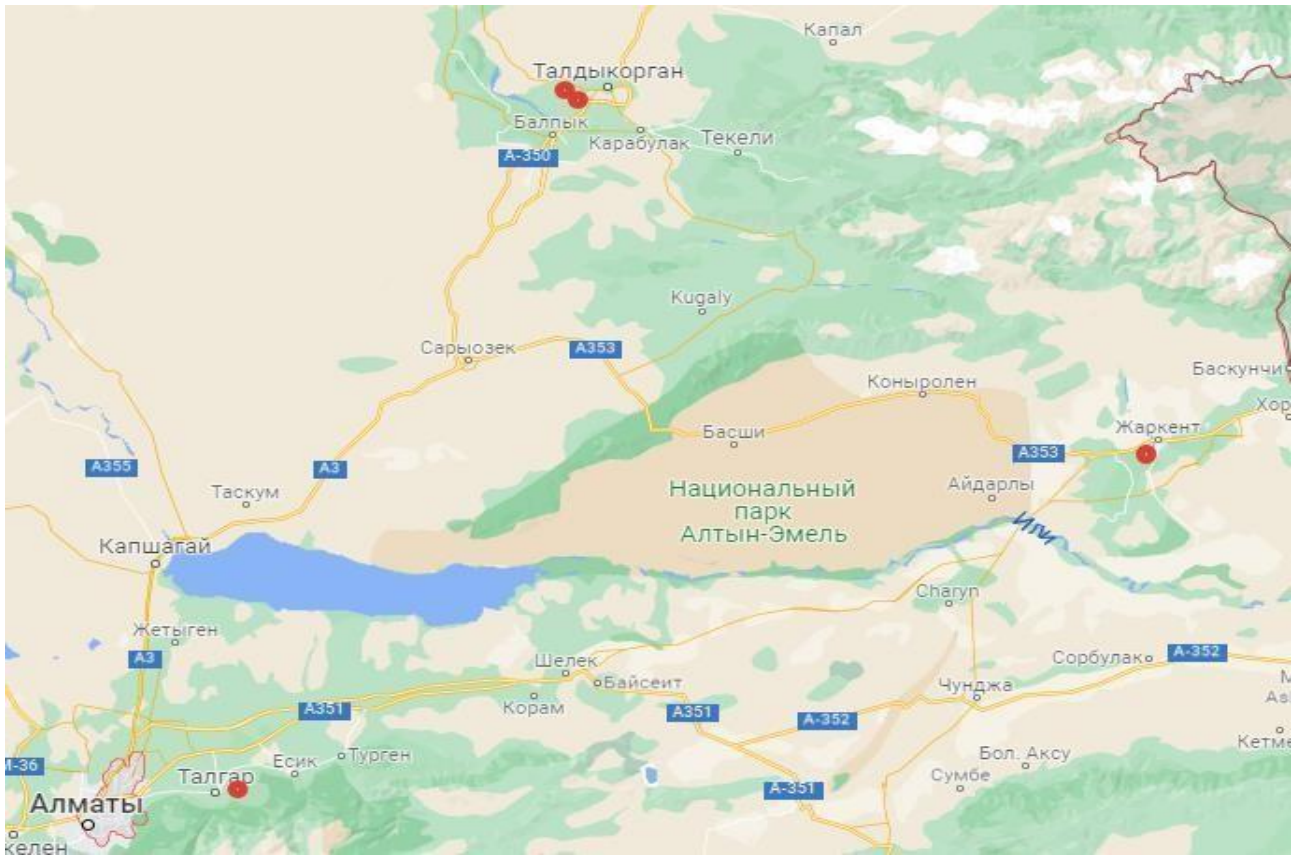 Капал
Талдыкорган
Балпык
Карабулак
Текели
А-350
Kugaly
Сарыозек
А353
Коныролен
Баскунчи
Хор
Жаркент
Басши
А353
А355
А3
Таскум
Айдарлы
Национальный
парк
Алтын-Эмель
Или
Капшагай
Charyn
Жетыген
А3
Шелек
Байсеит
Корам
Сорбулак
А-352
Чунджа
А351
А351
А-352
М-36
Есик
Турген
Талгар
Бол. Аксу
Сумбе
Кетме
А-351
Алматы
келен